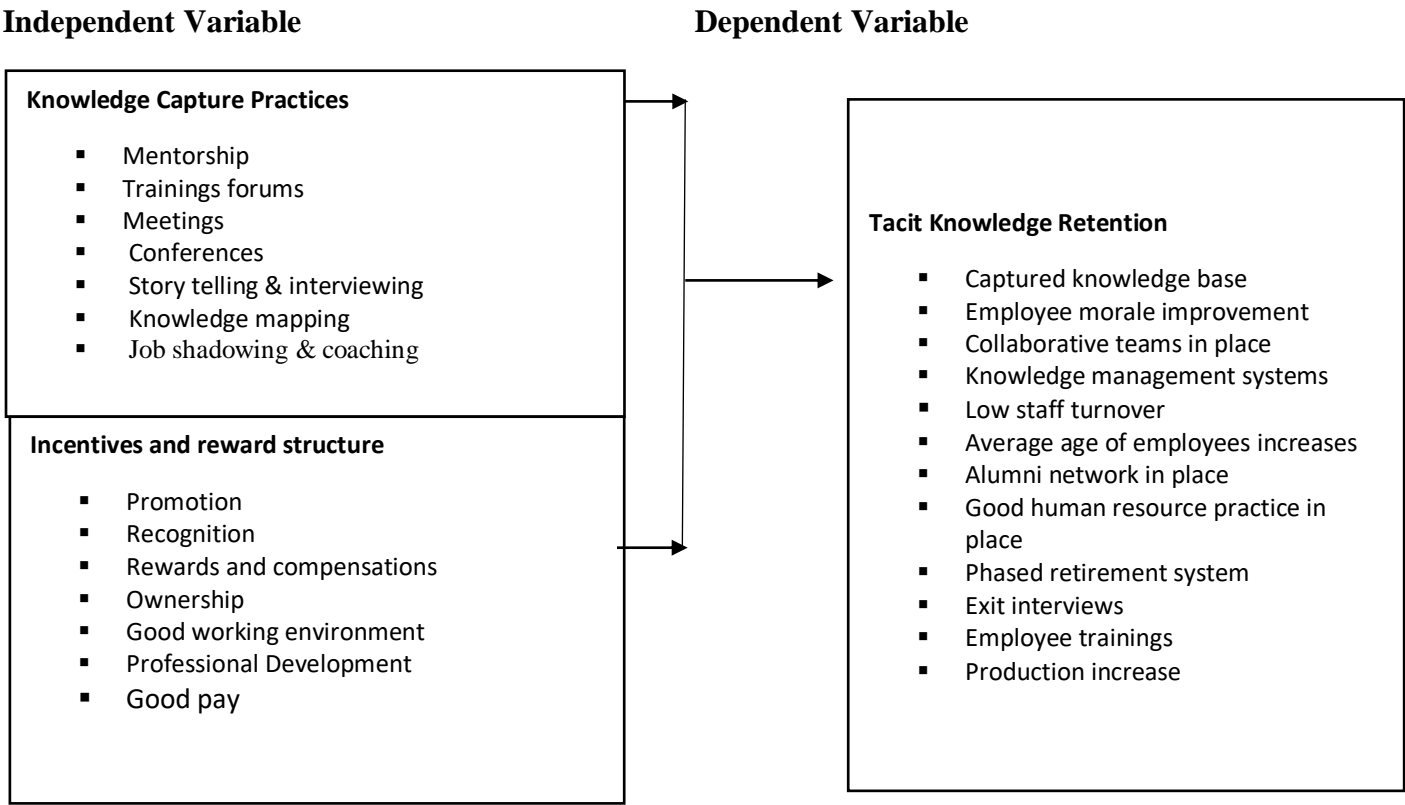 Independent Variable
Dependent Variable
Knowledge Capture Practices
▪ Mentorship
▪ Trainings forums
▪ Meetings
▪ Conferences
▪ Story telling & interviewing
▪ Knowledge mapping
▪ Job shadowing & coaching
Incentives and reward structure
▪ Promotion
▪ Recognition
▪ Rewards and compensations
▪ Ownership
▪ Good working environment
▪ Professional Development
▪ Good pay
Tacit Knowledge Retention
▪ Captured knowledge base
▪ Employee morale improvement
▪ Collaborative teams in place
▪ Knowledge management systems
▪ Low staff turnover
▪ Average age of employees increases
▪ Alumni network in place
▪ Good human resource practice in
place
▪ Phased retirement system
▪ Exit interviews
▪ Employee trainings
▪ Production increase